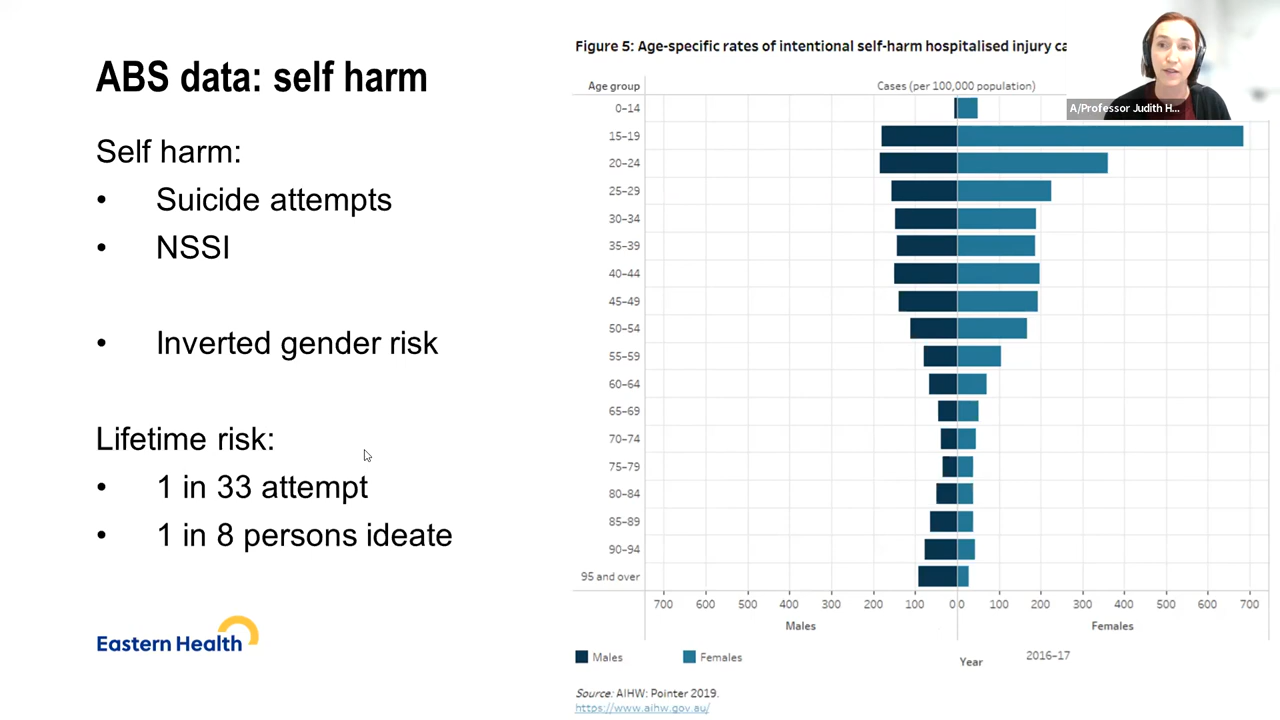 ABS data: self harm
Self harm:
• Suicide attempts
• NSSI
• Inverted gender risk
Lifetime risk:
• 1 in 33 attempt
• 1 in 8 persons ideate
Eastern Health
Figure 5: Age-specific rates of intentional self-harm hospitalised injury ca
A/Professor Judith H...
Age group
Cases (per 100,000 population)
0–14
15–19
20–24
25–29
30–34
35–39
40–44
45–49
50–54
55–59
60–64
65–69
70–74
75–79
80–84
85–89
90–94
95 and over
700 600 500 400 300 200 100 0 0 100 200 300 400 500 600 700
Males Females
Males Females
Year 2016–17
Source: AIHW: Pointer 2019.
https://www.aihw.gov.au/